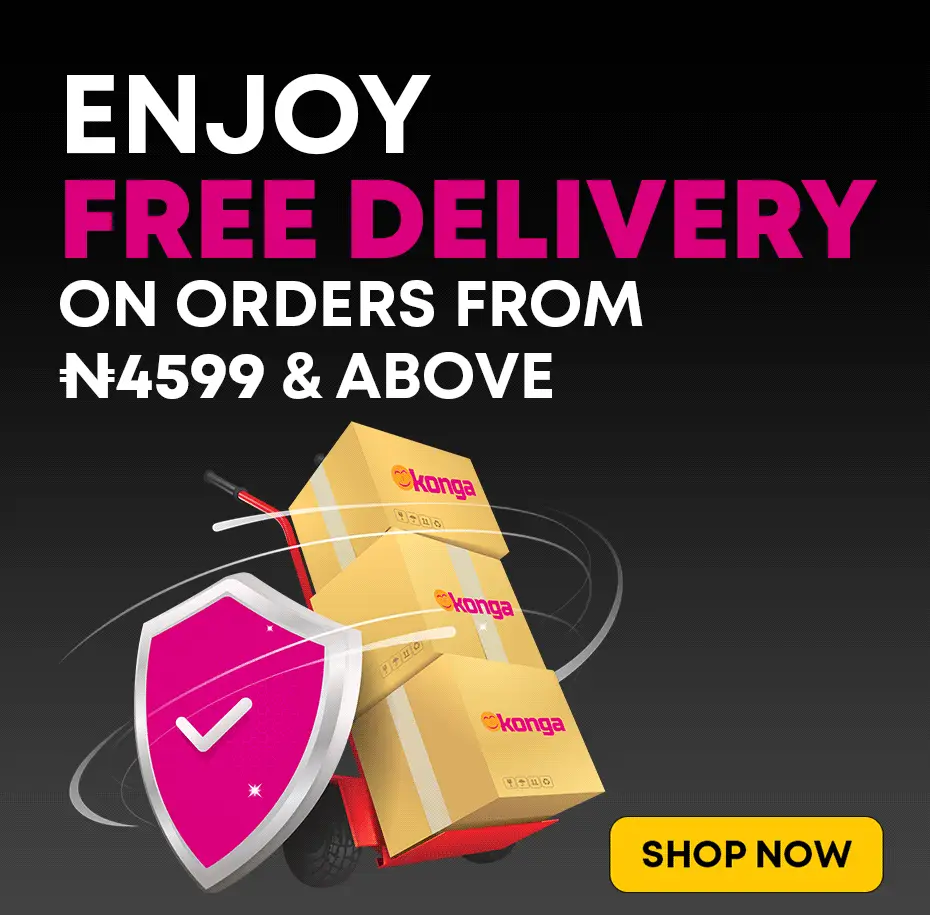 ENJOY
FREE DELIVERY
ON ORDERS FROM
₦4599 & ABOVE
konga
konga
konga
SHOP NOW